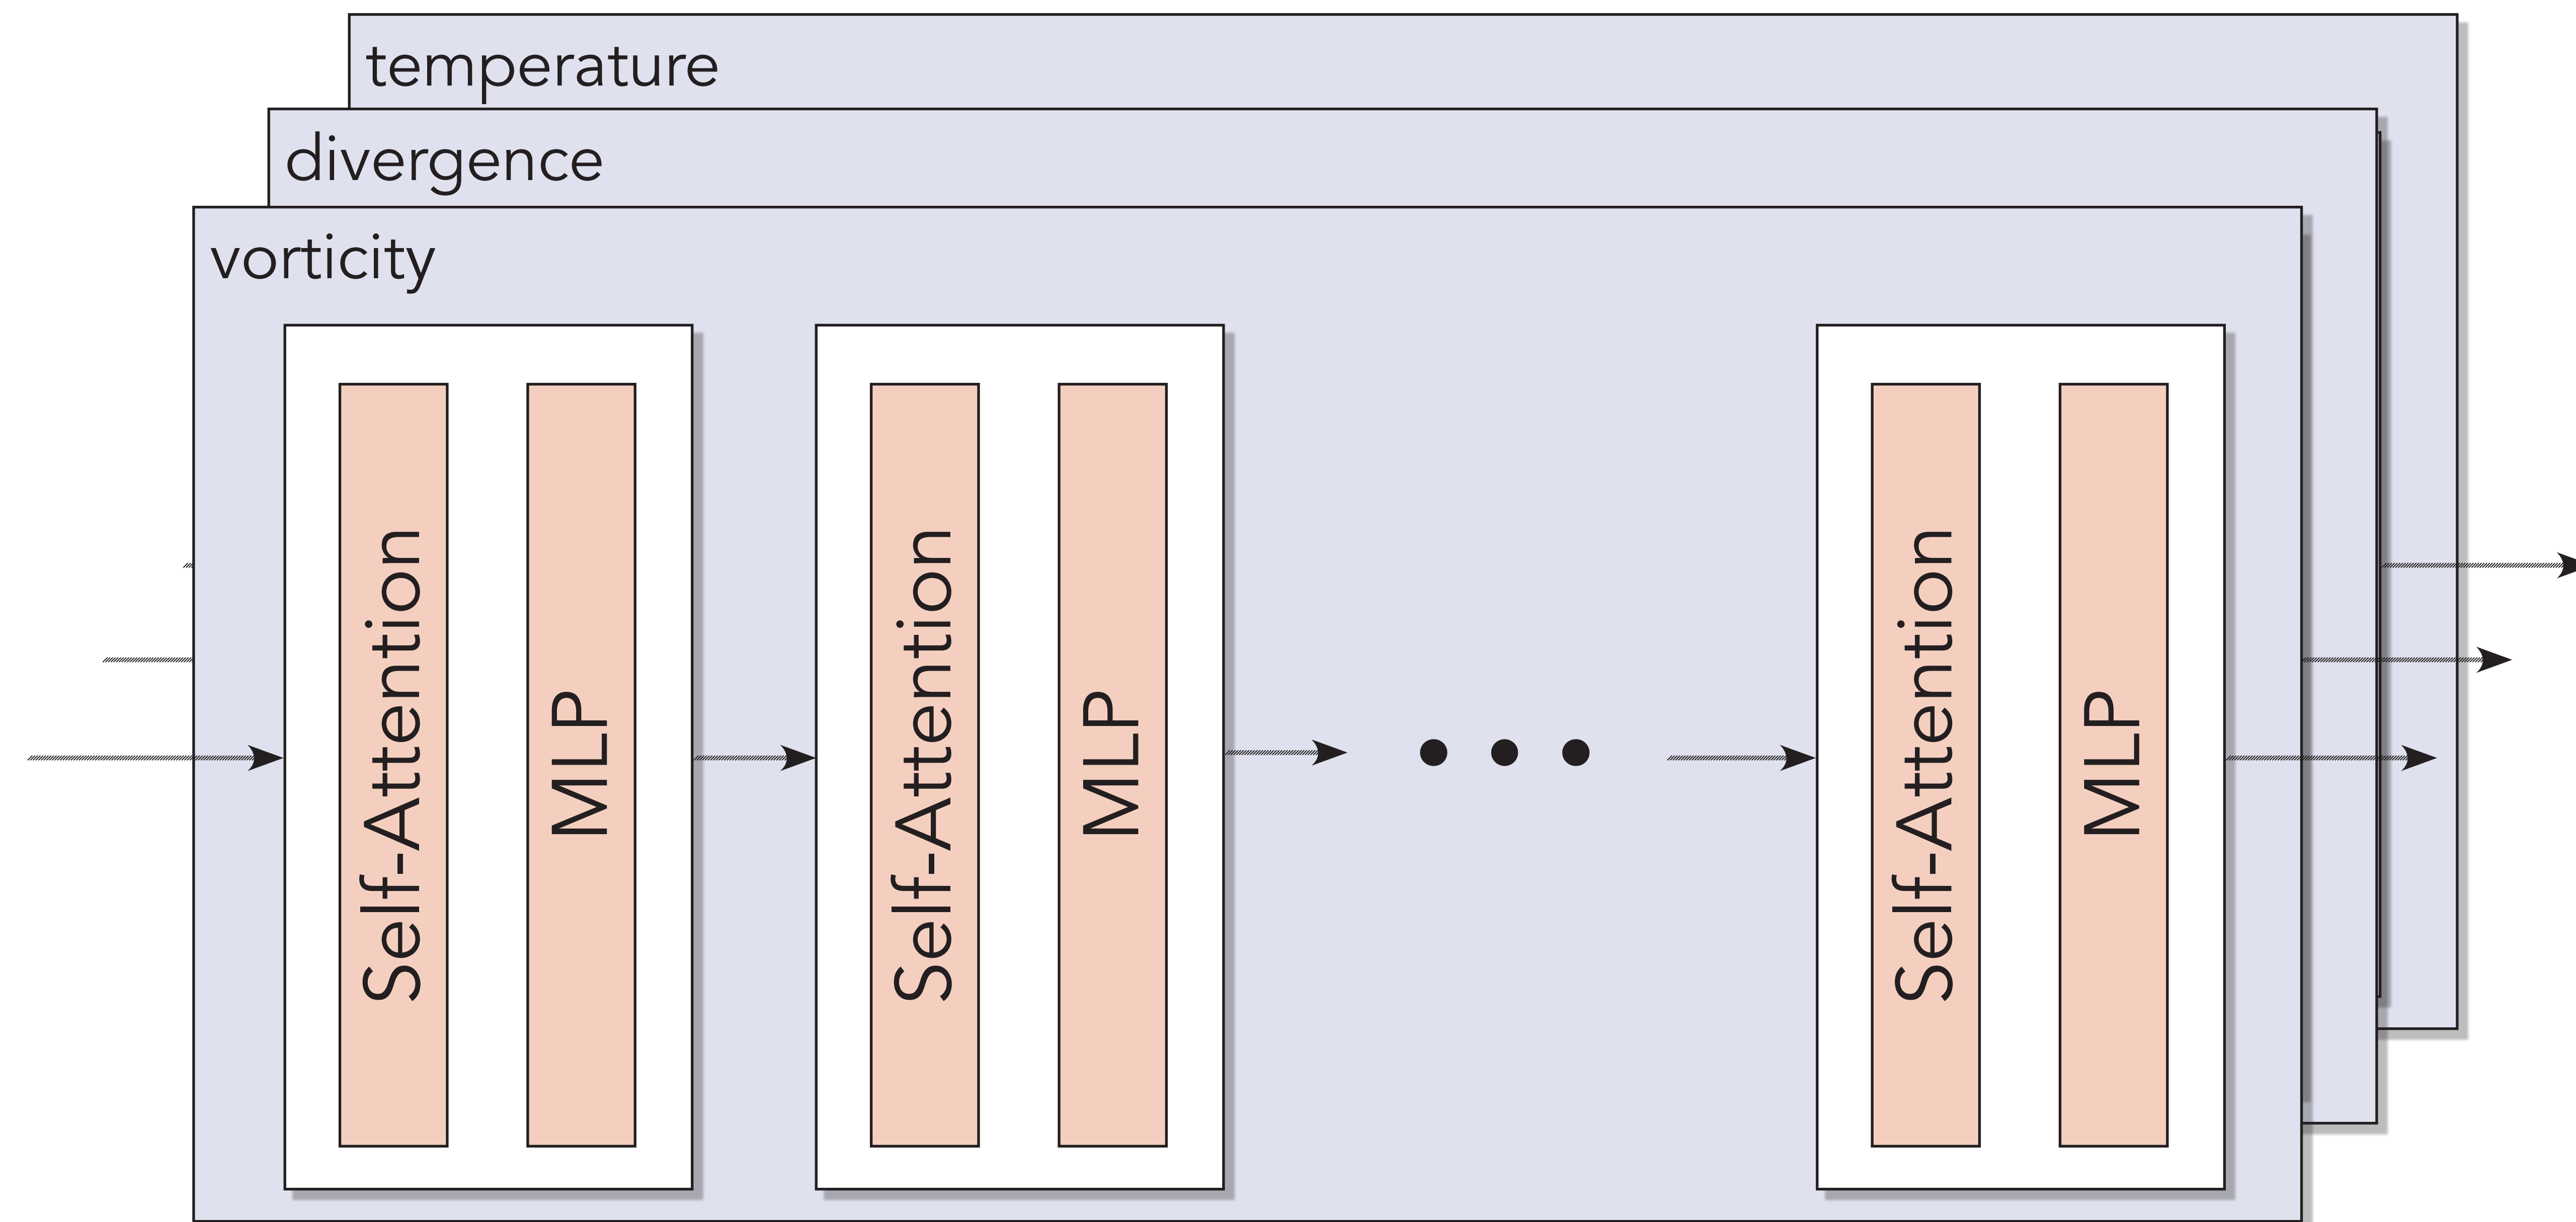 temperature
divergence
vorticity
Self-Attention
MLP
Self-Attention
MLP
Self-Attention
MLP